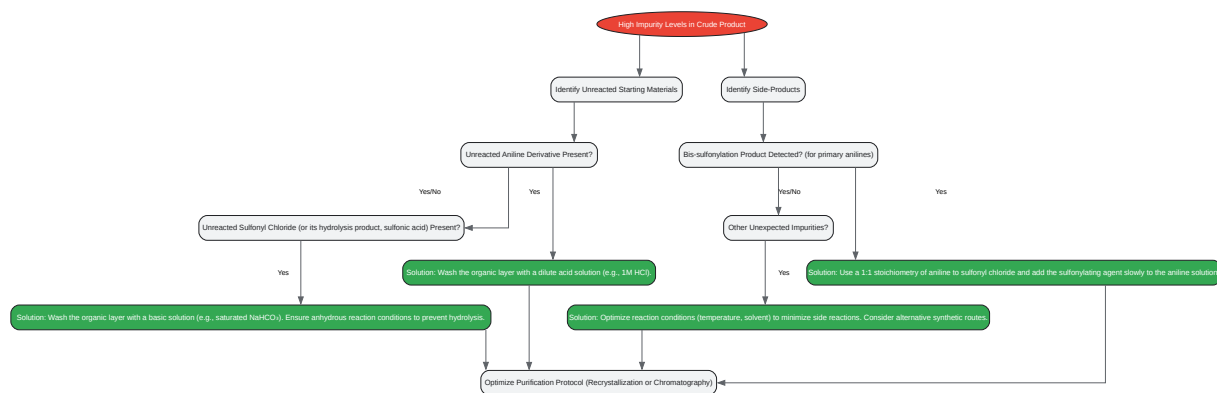 High Impurity Levels in Crude Product
Identify Unreacted Starting Materials
Identify Side-Products
Unreacted Aniline Derivative Present?
Bis-sulfonylation Product Detected? (for primary anilines)
Yes/No
Yes
Yes/No
Yes
Unreacted Sulfonyl Chloride (or its hydrolysis product, sulfonic acid) Present?
Other Unexpected Impurities?
Yes
Solution: Wash the organic layer with a dilute acid solution (e.g., 1M HCl).
Yes
Solution: Use a 1:1 stoichiometry of aniline to sulfonyl chloride and add the sulfonylating agent slowly to the aniline solution
Solution: Wash the organic layer with a basic solution (e.g., saturated NaHCO₃). Ensure anhydrous reaction conditions to prevent hydrolysis.
Solution: Optimize reaction conditions (temperature, solvent) to minimize side reactions. Consider alternative synthetic routes.
Optimize Purification Protocol (Recrystallization or Chromatography)